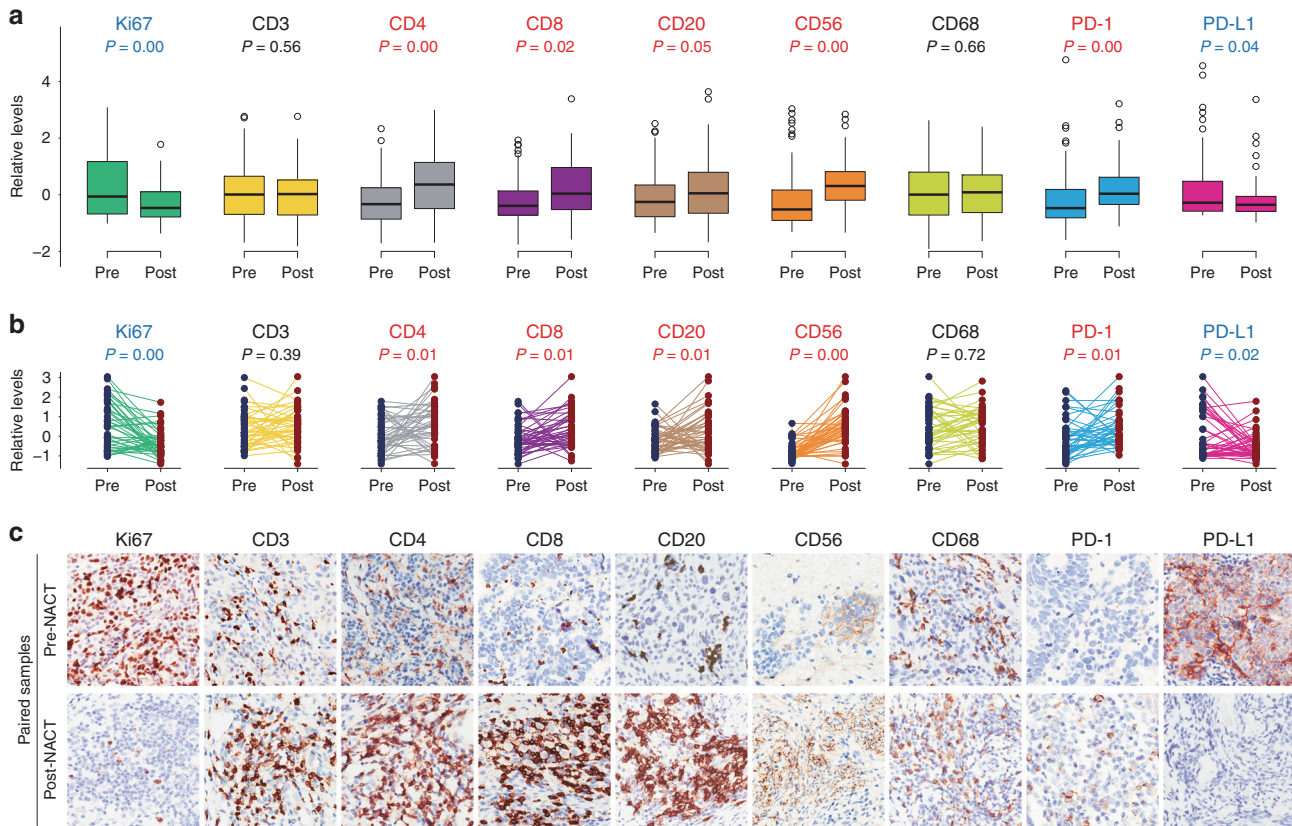 a
Ki67 CD3 CD4 CD8 CD20 CD56 CD68 PD-1 PD-L1
P = 0.00 P = 0.56 P = 0.00 P = 0.02 P = 0.05 P = 0.00 P = 0.66 P = 0.00 P = 0.04
Relative levels
4
2
0
−2
Pre Post Pre Post Pre Post Pre Post Pre Post Pre Post Pre Post Pre Post Pre Post
b
Ki67 CD3 CD4 CD8 CD20 CD56 CD68 PD-1 PD-L1
P = 0.00 P = 0.39 P = 0.01 P = 0.01 P = 0.01 P = 0.00 P = 0.72 P = 0.01 P = 0.02
Relative levels
3
2
1
0
−1
Pre Post Pre Post Pre Post Pre Post Pre Post Pre Post Pre Post Pre Post Pre Post
c
Ki67 CD3 CD4 CD8 CD20 CD56 CD68 PD-1 PD-L1
Paired samples
Pre-NACT
Post-NACT